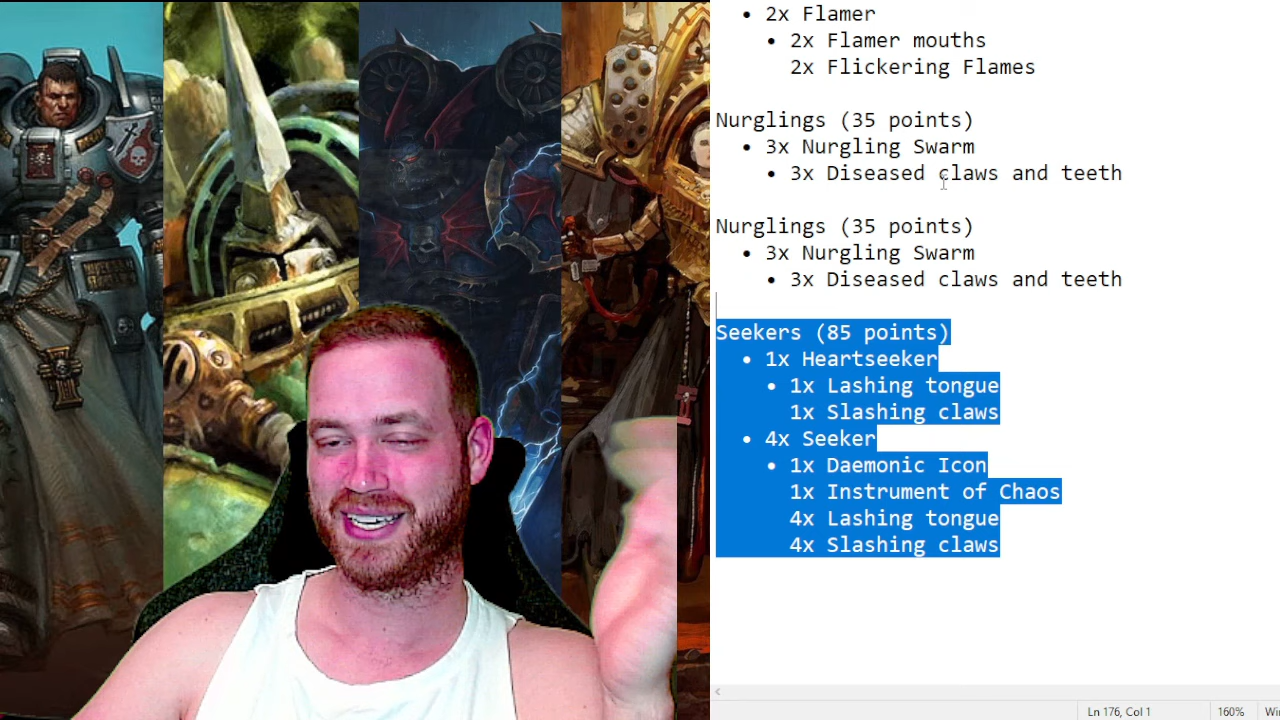 • 2x Flamer
• 2x Flamer mouths
2x Flickering Flames
Nurglings (35 points)
• 3x Nurgling Swarm
• 3x Diseased claws and teeth
Nurglings (35 points)
• 3x Nurgling Swarm
• 3x Diseased claws and teeth
Seekers (85 points)
• 1x Heartseeker
• 1x Lashing tongue
1x Slashing claws
• 4x Seeker
• 1x Daemonic Icon
1x Instrument of Chaos
4x Lashing tongue
4x Slashing claws
Ln 176, Col 1 160% Wi